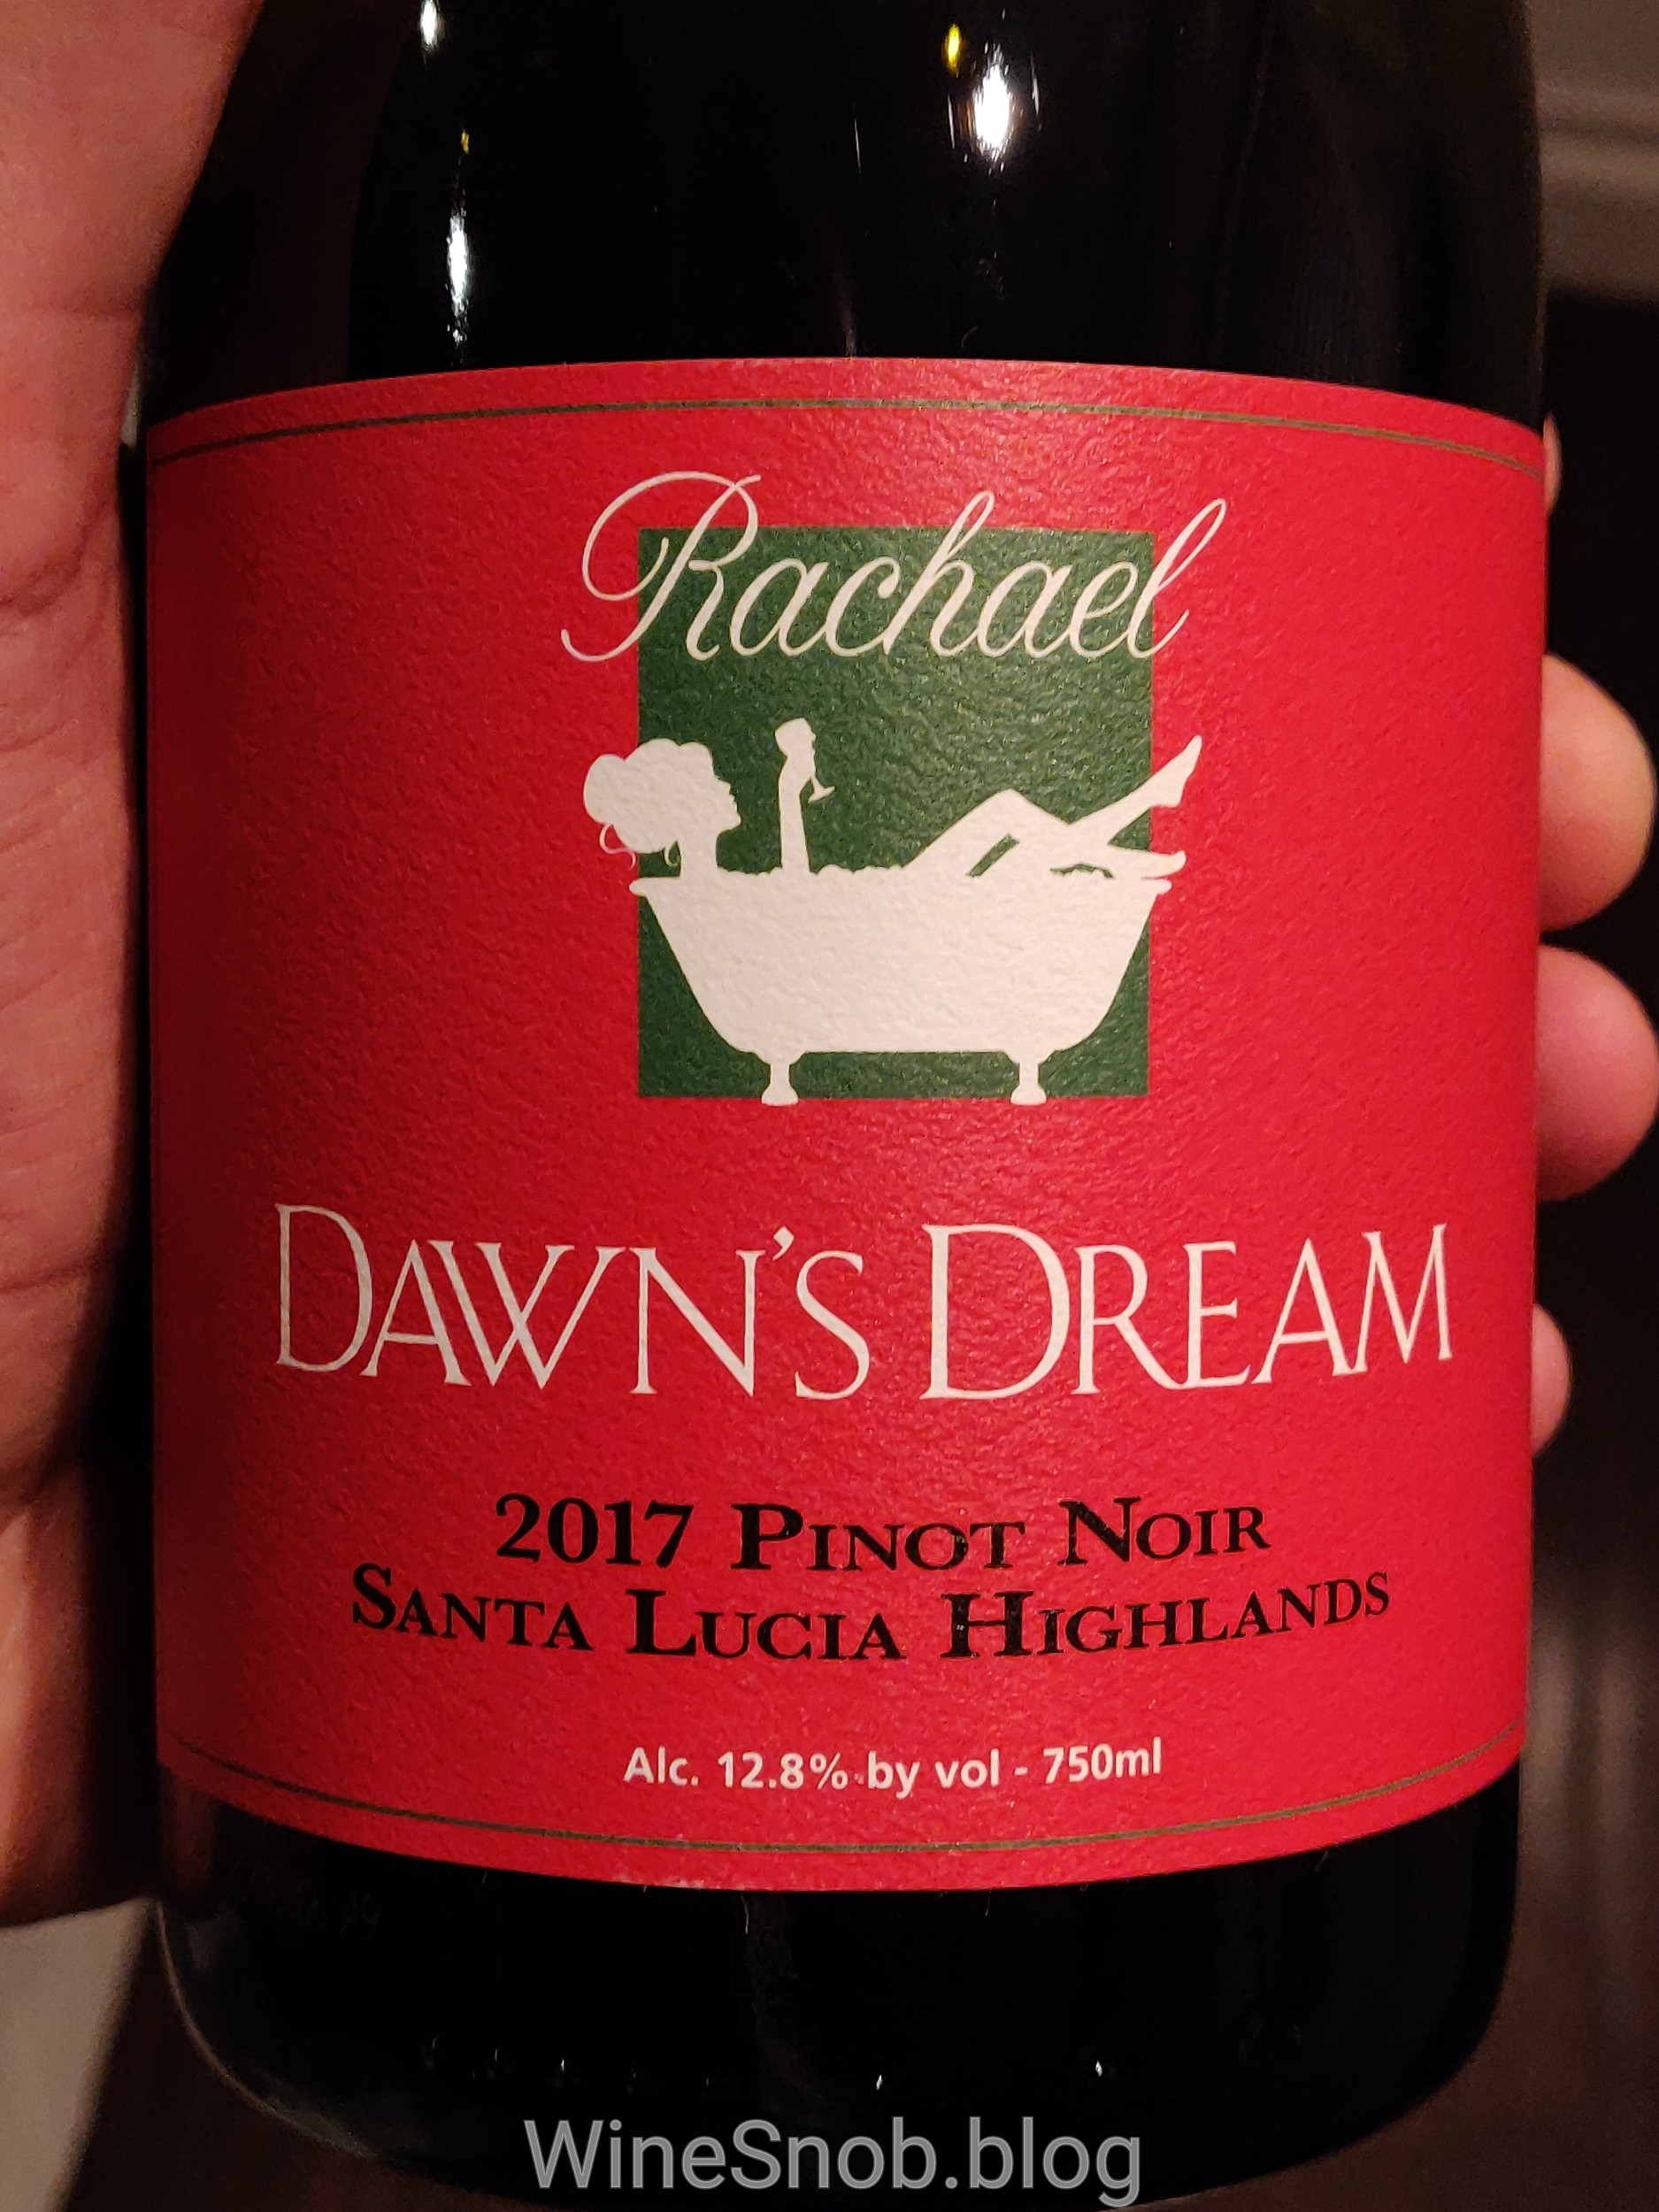 Rachael
DAWN'S DREAM
2017 PINOT NOIR
SANTA LUCIA HIGHLANDS
Alc. 12.8% by vol - 750ml
WineSnob.blog